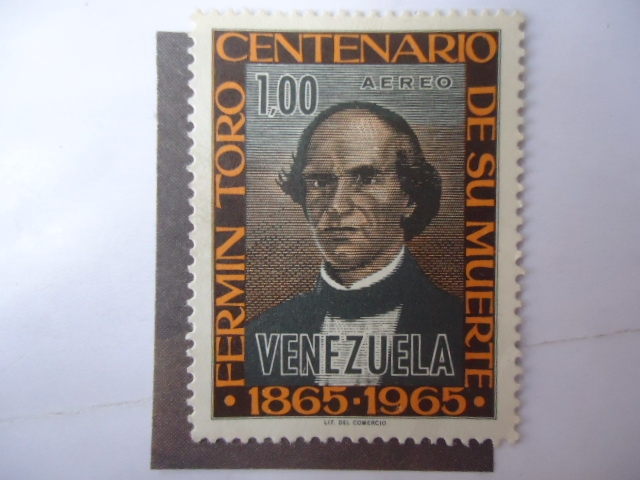 FERMIN TORO
CENTENARIO
DE SU MUERTE
1,00
AEREO
VENEZUELA
· 1865·1965 ·
LIT. DEL COMERCIO